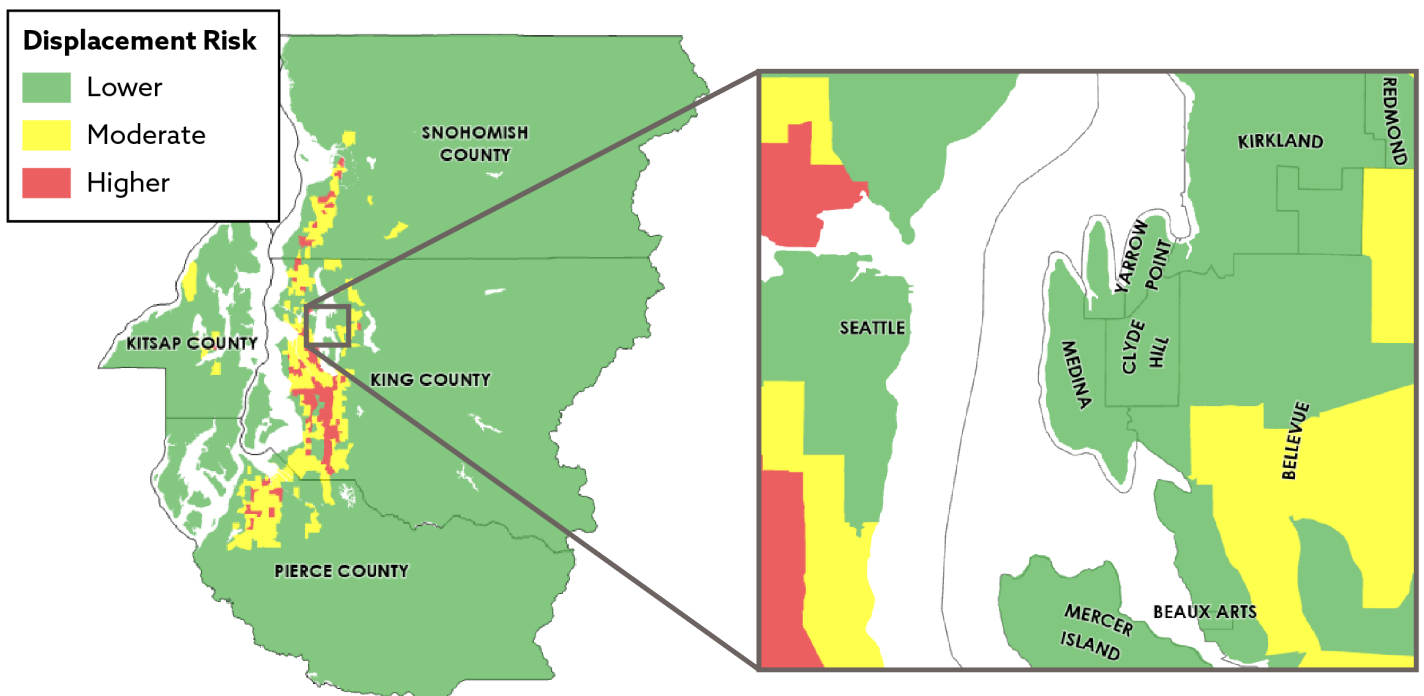 Displacement Risk
Lower
Moderate
Higher
SNOHOMISH
COUNTY
KITSAP COUNTY
KING COUNTY
PIERCE COUNTY
REDMOND
KIRKLAND
YARROW
POINT
SEATTLE
CLYDE
HILL
MEDINA
BELLEVUE
BEAUX ARTS
MERCER
ISLAND